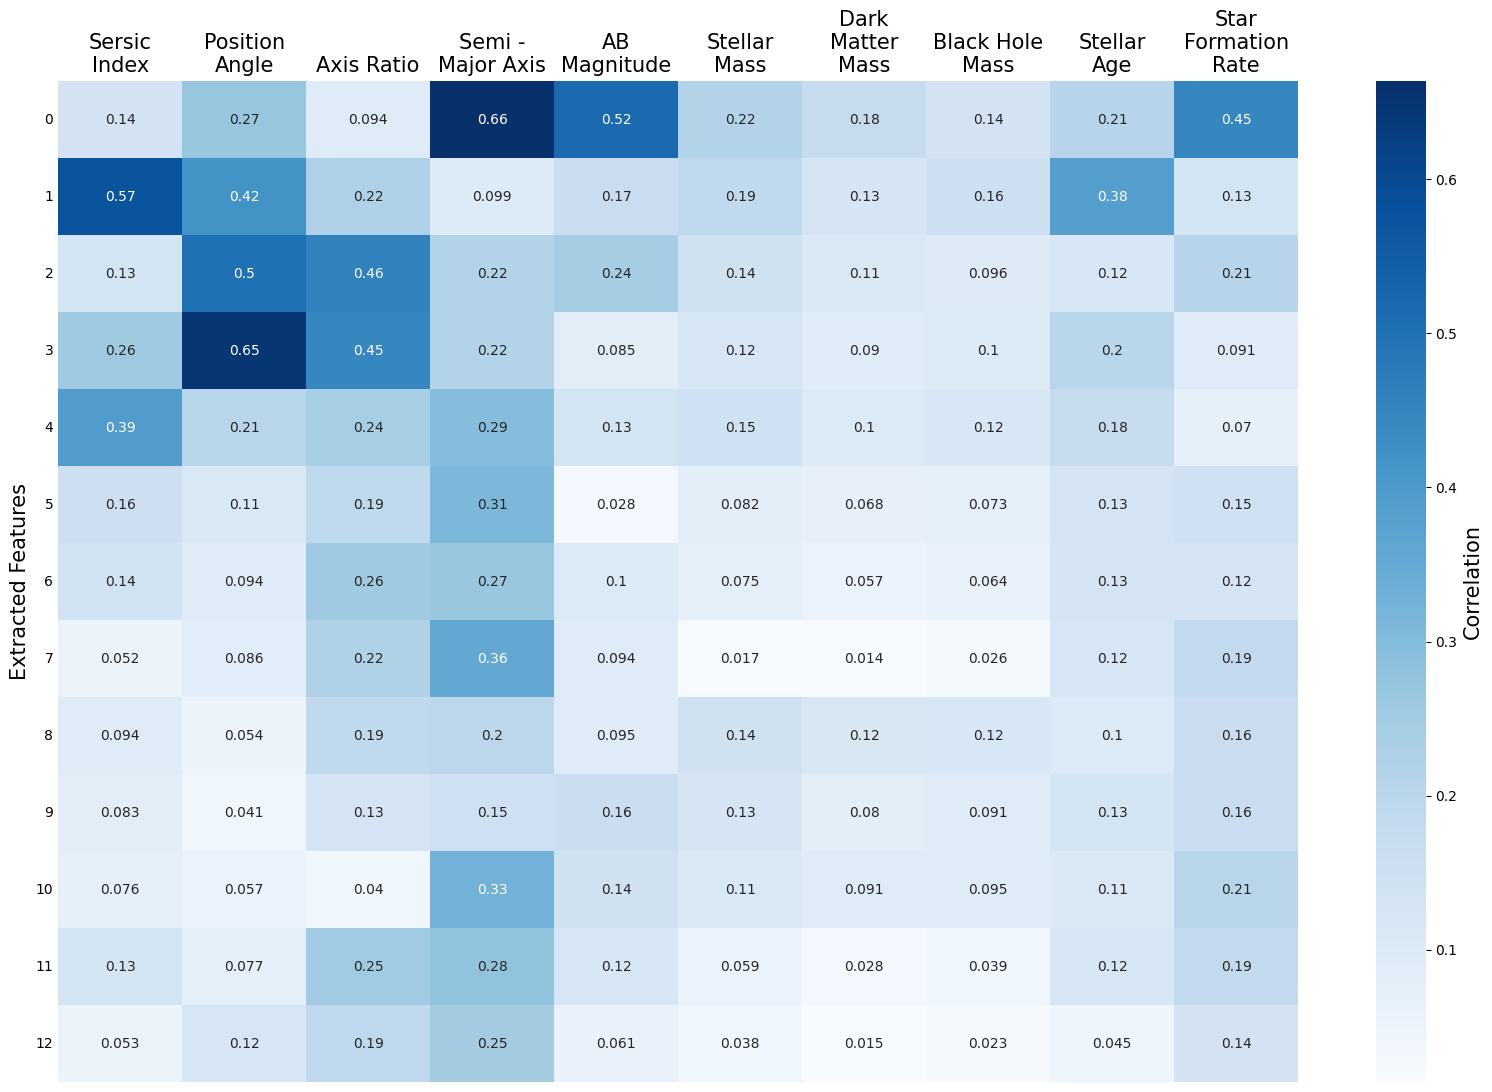 Sersic
Index
Position
Angle
Axis Ratio
Semi -
Major Axis
AB
Magnitude
Stellar
Mass
Dark
Matter
Mass
Black Hole
Mass
Stellar
Age
Star
Formation
Rate
0 0.14 0.27 0.094 0.66 0.52 0.22 0.18 0.14 0.21 0.45
1 0.57 0.42 0.22 0.099 0.17 0.19 0.13 0.16 0.38 0.13
2 0.13 0.5 0.46 0.22 0.24 0.14 0.11 0.096 0.12 0.21
3 0.26 0.65 0.45 0.22 0.085 0.12 0.09 0.1 0.2 0.091
4 0.39 0.21 0.24 0.29 0.13 0.15 0.1 0.12 0.18 0.07
5 0.16 0.11 0.19 0.31 0.028 0.082 0.068 0.073 0.13 0.15
6 0.14 0.094 0.26 0.27 0.1 0.075 0.057 0.064 0.13 0.12
7 0.052 0.086 0.22 0.36 0.094 0.017 0.014 0.026 0.12 0.19
8 0.094 0.054 0.19 0.2 0.095 0.14 0.12 0.12 0.1 0.16
9 0.083 0.041 0.13 0.15 0.16 0.13 0.08 0.091 0.13 0.16
10 0.076 0.057 0.04 0.33 0.14 0.11 0.091 0.095 0.11 0.21
11 0.13 0.077 0.25 0.28 0.12 0.059 0.028 0.039 0.12 0.19
12 0.053 0.12 0.19 0.25 0.061 0.038 0.015 0.023 0.045 0.14
Extracted Features
0.6
0.5
0.4
0.3
0.2
0.1
Correlation